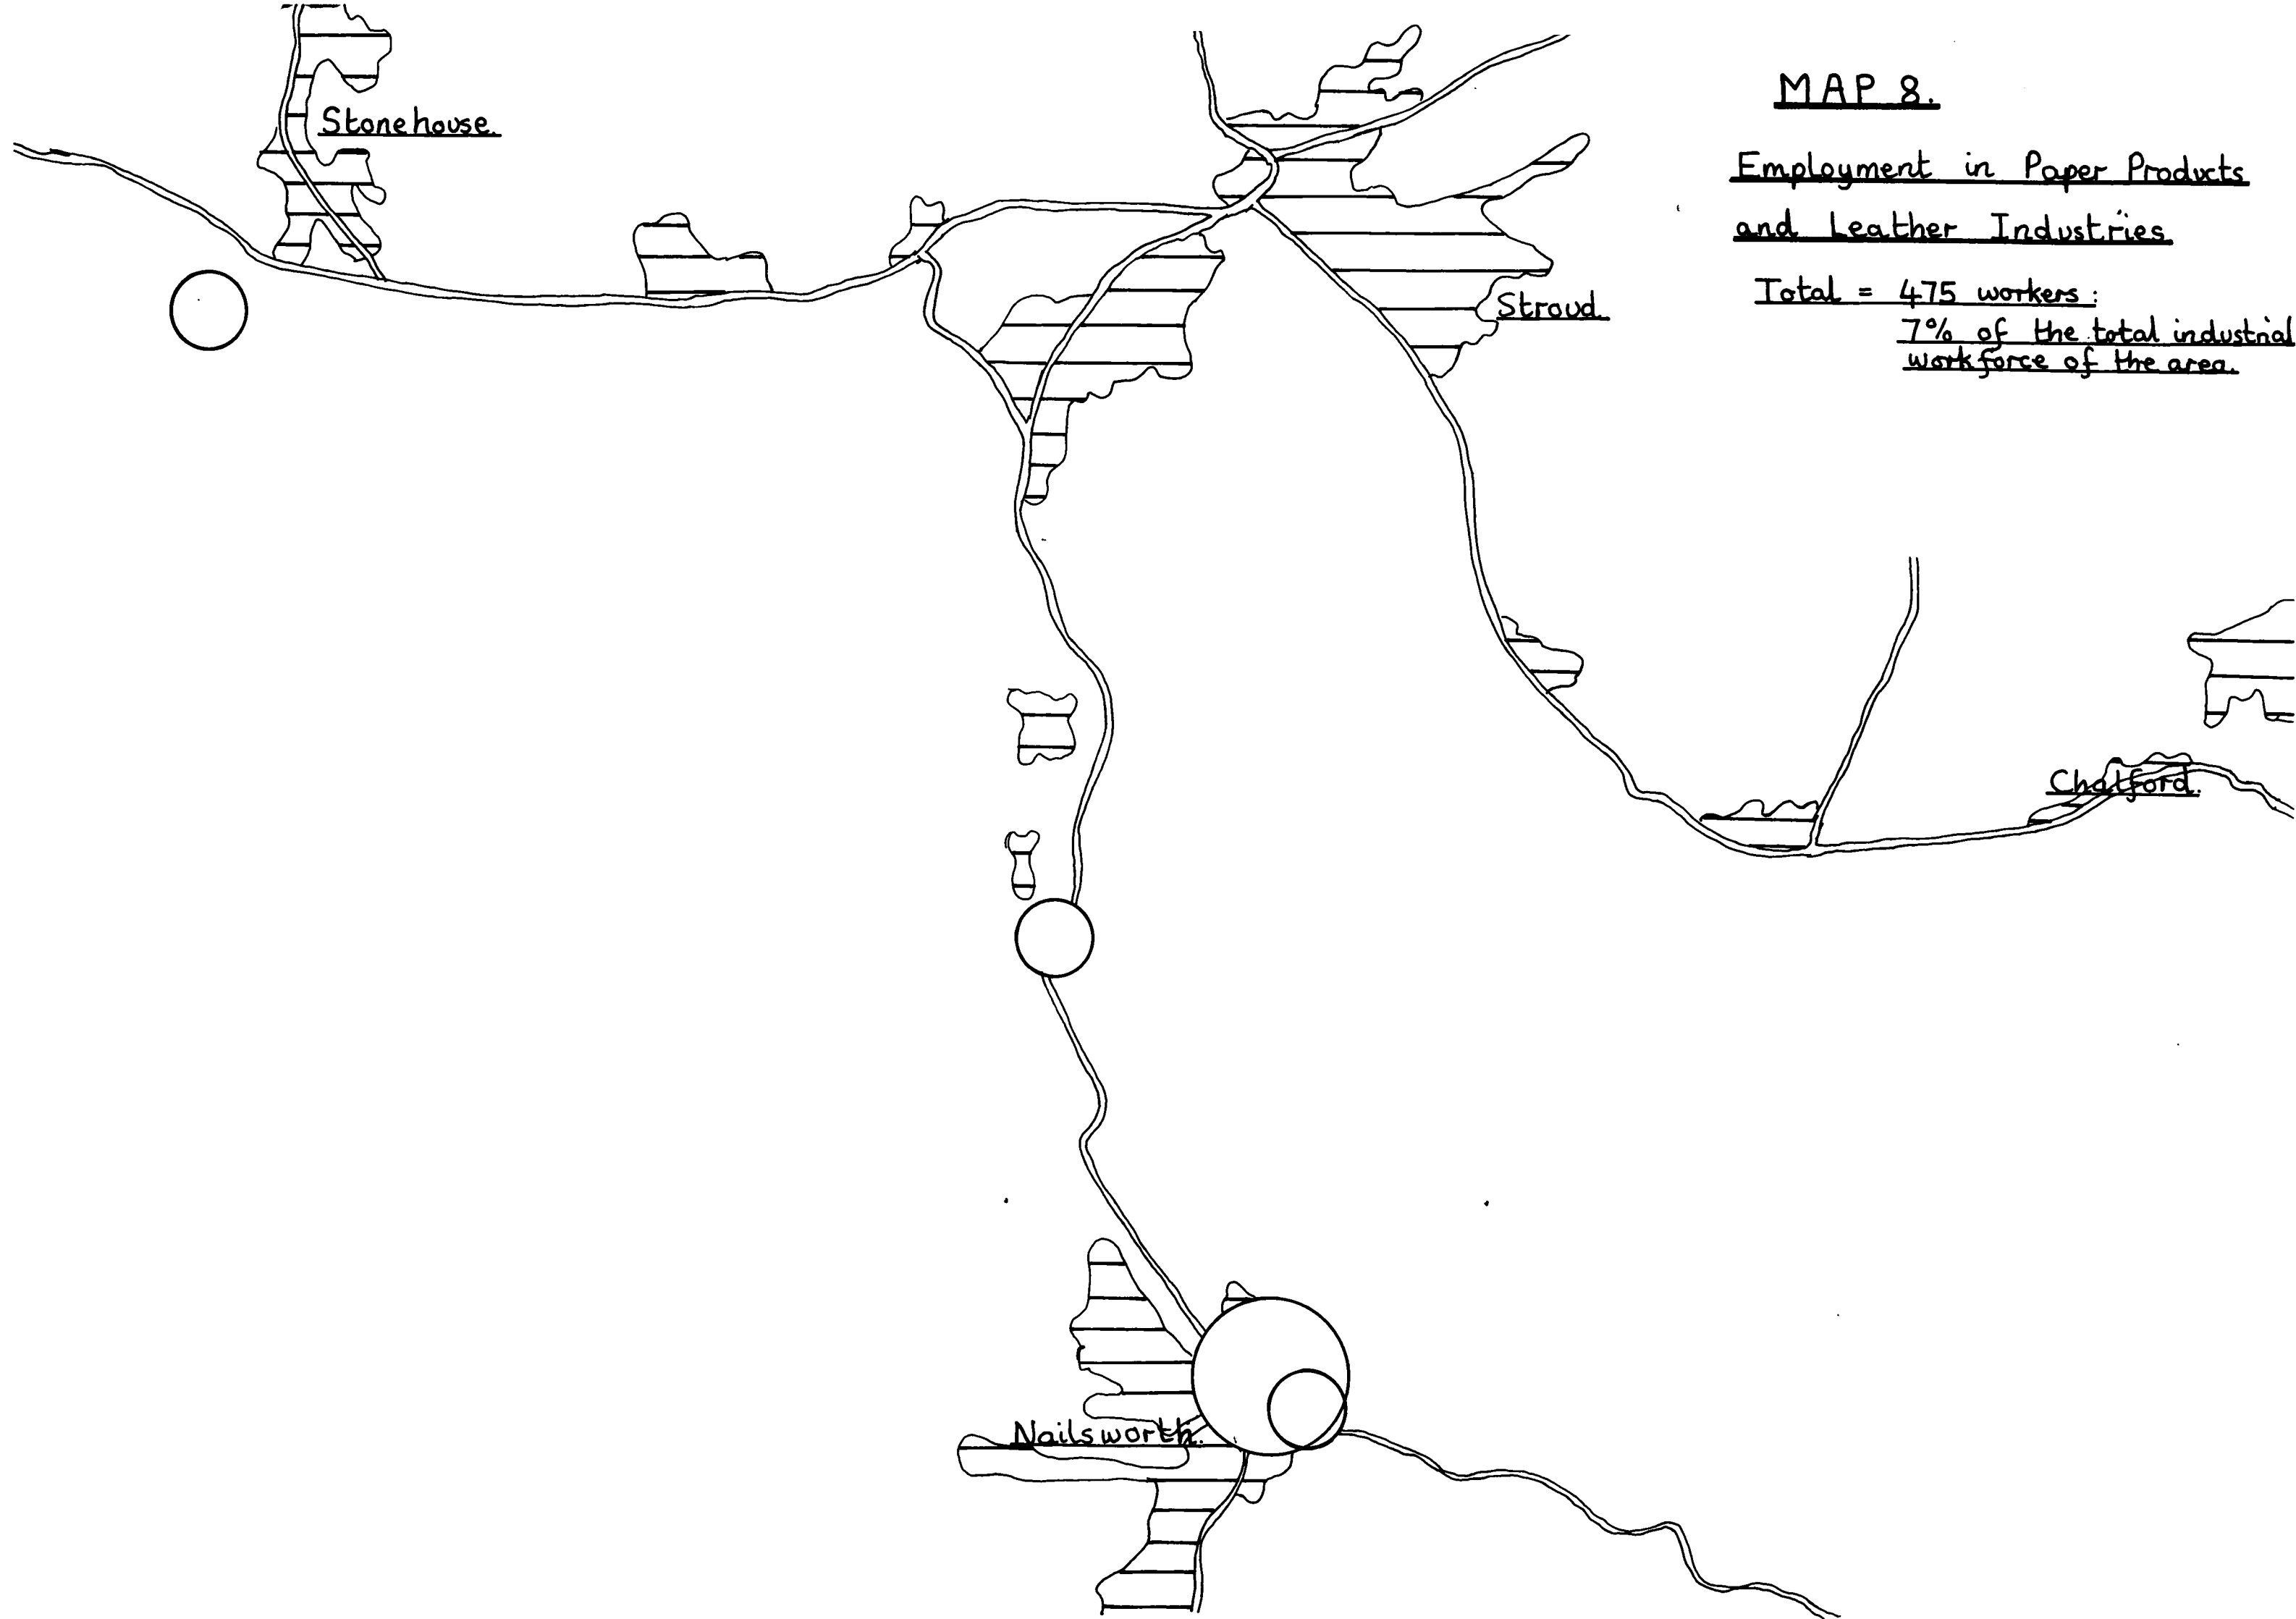 MAP 8.
Employment in Paper Products
and Leather Industries
Total = 475 workers:
7% of the total industrial
workforce of the area.
Stonehouse.
Stroud.
Chalford.
Nailsworth.